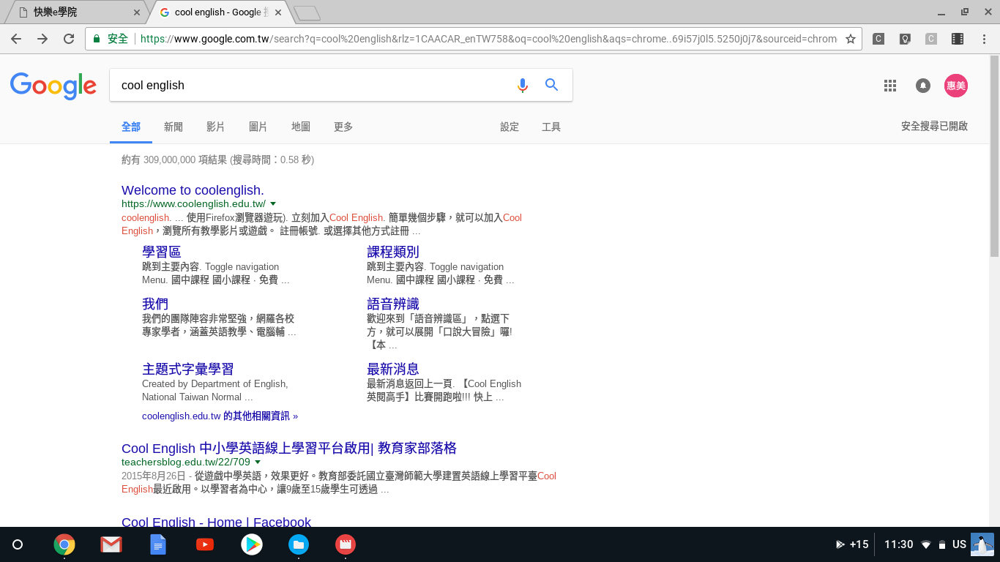 快樂e學院
cool english - Google
安全
https://www.google.com.tw/search?q=cool%20english&rlz=1CAACAR_enTW758&oq=cool%20english&aqs=chrome..69i57j0l5.5250j0j7&sourceid=chrom
Google
cool english
惠美
全部 新聞 影片 圖片 地圖 更多 設定 工具 安全搜尋已開啟
約有 309,000,000 項結果 (搜尋時間：0.58 秒)
Welcome to coolenglish.
https://www.coolenglish.edu.tw/
coolenglish. ... 使用Firefox瀏覽器遊玩). 立刻加入Cool English. 簡單幾個步驟，就可以加入Cool
English，瀏覽所有教學影片或遊戲。 註冊帳號. 或選擇其他方式註冊 ...
學習區
跳到主要內容. Toggle navigation
Menu. 國中課程 國小課程 · 免費 ...
課程類別
跳到主要內容. Toggle navigation
Menu. 國中課程 國小課程 · 免費 ...
我們
我們的團隊陣容非常堅強，網羅各校
專家學者，涵蓋英語教學、電腦輔 ...
語音辨識
歡迎來到「語音辨識區」，點選下
方，就可以展開「口說大冒險」囉!
【本 ...
主題式字彙學習
Created by Department of English,
National Taiwan Normal ...
最新消息
最新消息返回上一頁. 【Cool English
英閱高手】比賽開跑啦!!! 快上 ...
coolenglish.edu.tw 的其他相關資訊 »
Cool English 中小學英語線上學習平台啟用| 教育家部落格
teachersblog.edu.tw/22/709
2015年8月26日 - 從遊戲中學英語，效果更好。教育部委託國立臺灣師範大學建置英語線上學習平臺Cool
English最近啟用。以學習者為中心，讓9歲至15歲學生可透過 ...
Cool English - Home | Facebook
+15 11:30 US